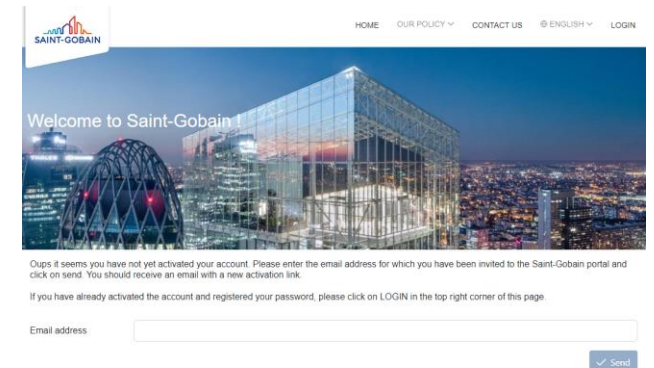 SAINT-GOBAIN
HOME OUR POLICY CONTACT US ENGLISH LOGIN
Welcome to Saint-Gobain !
THALES
Oups it seems you have not yet activated your account. Please enter the email address for which you have been invited to the Saint-Gobain portal and
click on send. You should receive an email with a new activation link.
If you have already activated the account and registered your password, please click on LOGIN in the top right corner of this page.
Email address
Send